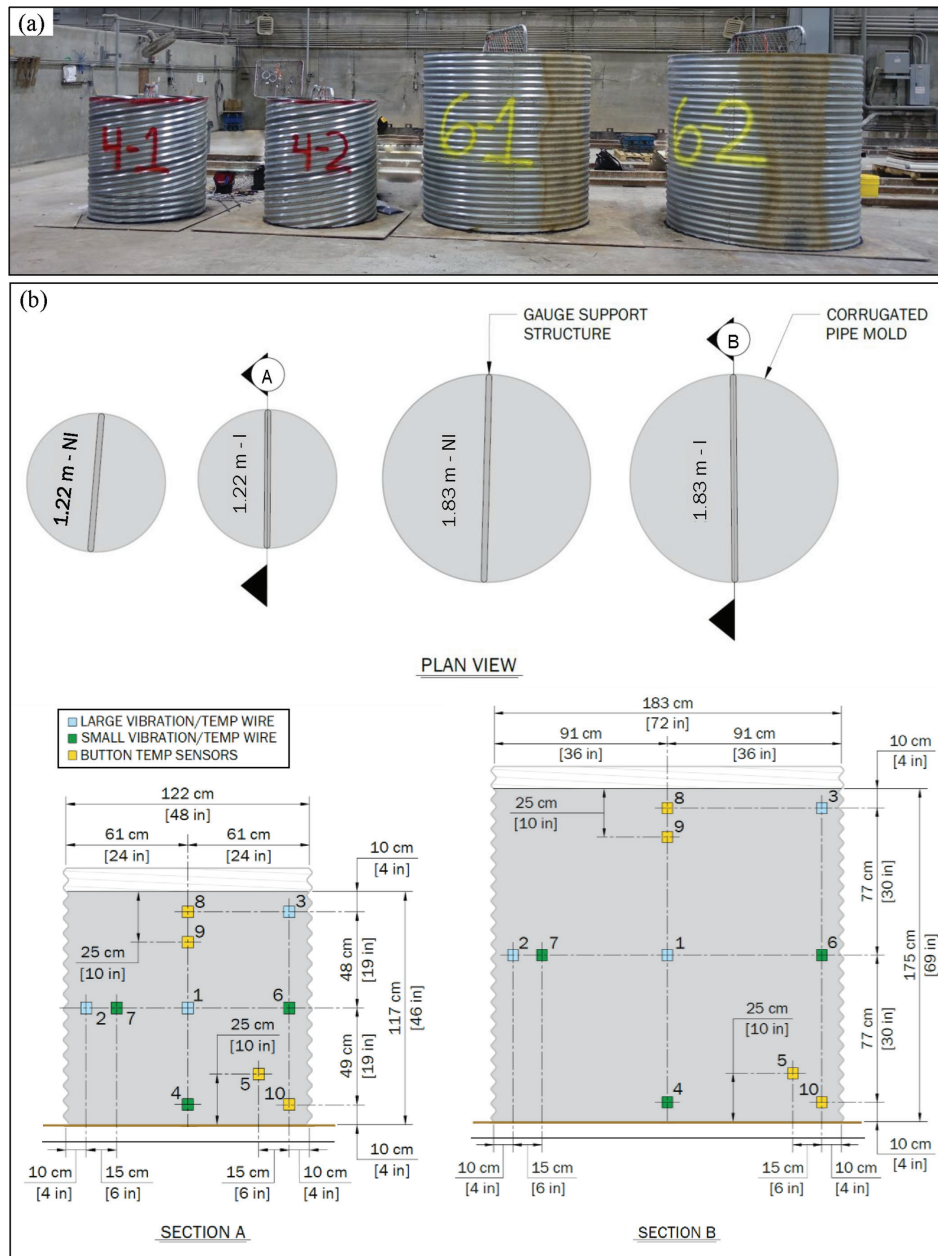 (a)
4-1
4-2
6-1
6-2
(b)
GAUGE SUPPORT
STRUCTURE
CORRUGATED
PIPE MOLD
A
B
1.22 m - NI
1.22 m - I
1.83 m - NI
1.83 m - I
PLAN VIEW
LARGE VIBRATION/TEMP WIRE
SMALL VIBRATION/TEMP WIRE
BUTTON TEMP SENSORS
122 cm
[48 in]
61 cm
[24 in]
61 cm
[24 in]
10 cm
[4 in]
8
3
9
25 cm
[10 in]
48 cm
[19 in]
117 cm
[46 in]
2
7
1
6
25 cm
[10 in]
49 cm
[19 in]
5
4
10
10 cm
[4 in]
10 cm
[4 in]
15 cm
[6 in]
15 cm
[6 in]
10 cm
[4 in]
SECTION A
183 cm
[72 in]
91 cm
[36 in]
91 cm
[36 in]
10 cm
[4 in]
8
3
25 cm
[10 in]
9
77 cm
[30 in]
2
7
1
6
175 cm
[69 in]
25 cm
[10 in]
77 cm
[30 in]
5
4
10
10 cm
[4 in]
10 cm
[4 in]
15 cm
[6 in]
15 cm
[6 in]
10 cm
[4 in]
SECTION B